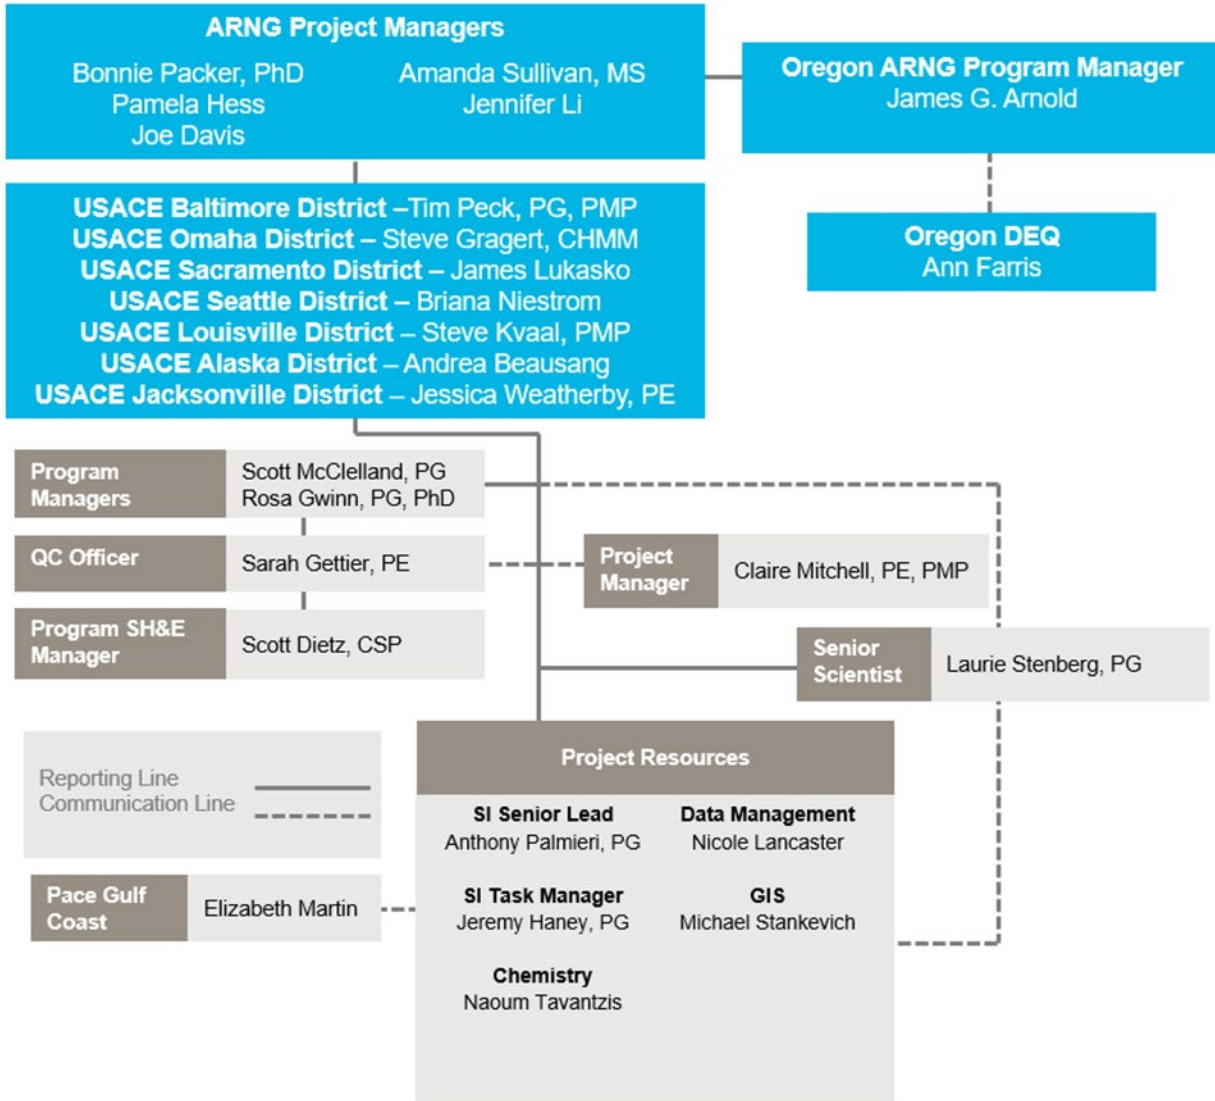 ARNG Project Managers
Bonnie Packer, PhD
Pamela Hess
Joe Davis
Amanda Sullivan, MS
Jennifer Li
Oregon ARNG Program Manager
James G. Arnold
Oregon DEQ
Ann Farris
USACE Baltimore District –Tim Peck, PG, PMP
USACE Omaha District – Steve Gragert, CHMM
USACE Sacramento District – James Lukasko
USACE Seattle District – Briana Niestrom
USACE Louisville District – Steve Kvaal, PMP
USACE Alaska District – Andrea Beausang
USACE Jacksonville District – Jessica Weatherby, PE
Program
Managers
Scott McClelland, PG
Rosa Gwinn, PG, PhD
QC Officer
Sarah Gettier, PE
Project
Manager
Claire Mitchell, PE, PMP
Program SH&E
Manager
Scott Dietz, CSP
Senior
Scientist
Laurie Stenberg, PG
Reporting Line
Communication Line
Pace Gulf
Coast
Elizabeth Martin
Project Resources
SI Senior Lead
Anthony Palmieri, PG
Data Management
Nicole Lancaster
SI Task Manager
Jeremy Haney, PG
GIS
Michael Stankevich
Chemistry
Naoum Tavantzis